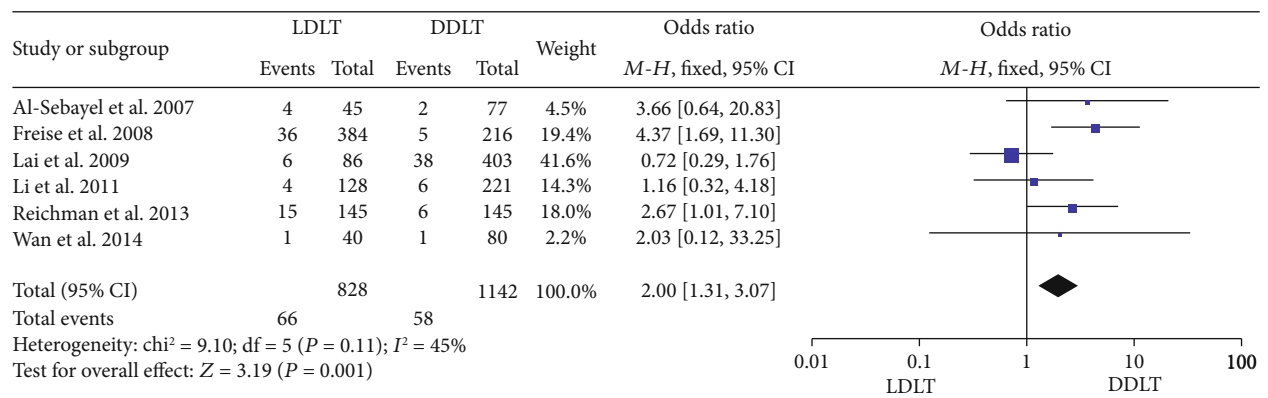 LDLT DDLT Odds ratio Odds ratio
Study or subgroup Weight
Events Total Events Total M-H, fixed, 95% CI M-H, fixed, 95% CI
Al-Sebayel et al. 2007 4 45 2 77 4.5% 3.66 [0.64, 20.83]
Freise et al. 2008 36 384 5 216 19.4% 4.37 [1.69, 11.30]
Lai et al. 2009 6 86 38 403 41.6% 0.72 [0.29, 1.76]
Li et al. 2011 4 128 6 221 14.3% 1.16 [0.32, 4.18]
Reichman et al. 2013 15 145 6 145 18.0% 2.67 [1.01, 7.10]
Wan et al. 2014 1 40 1 80 2.2% 2.03 [0.12, 33.25]
Total (95% CI) 828 1142 100.0% 2.00 [1.31, 3.07]
Total events 66 58
Heterogeneity: chi² = 9.10; df = 5 (P = 0.11); I² = 45%
Test for overall effect: Z = 3.19 (P = 0.001)
0.01 0.1 1 10 100
LDLT DDLT